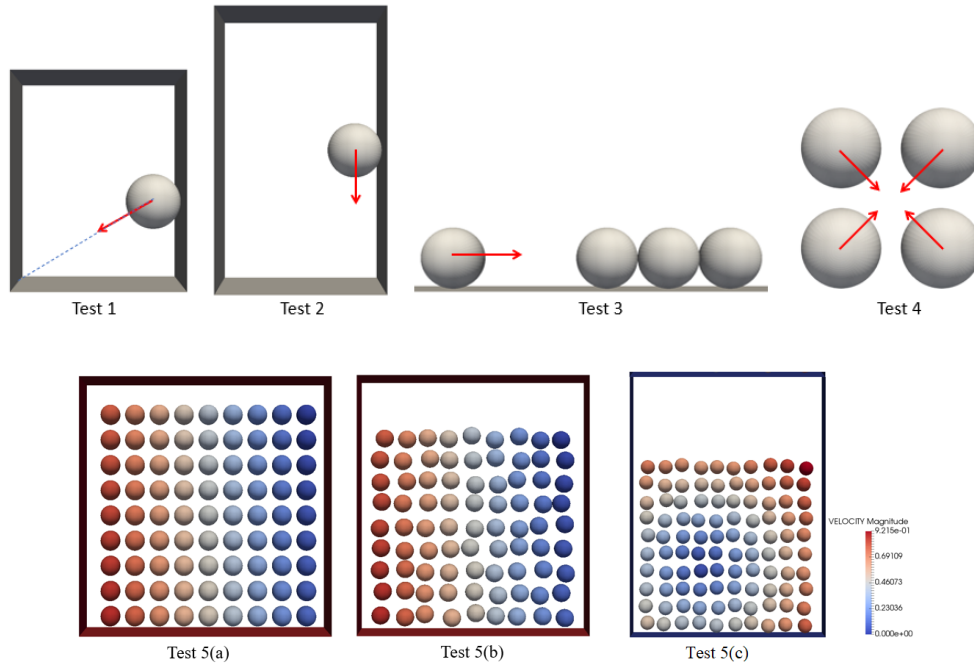 Test 1
Test 2
Test 3
Test 4
VELOCITY Magnitude
9.215e-01
0.69109
0.46073
0.23036
0.000e+00
Test 5(a)
Test 5(b)
Test 5(c)